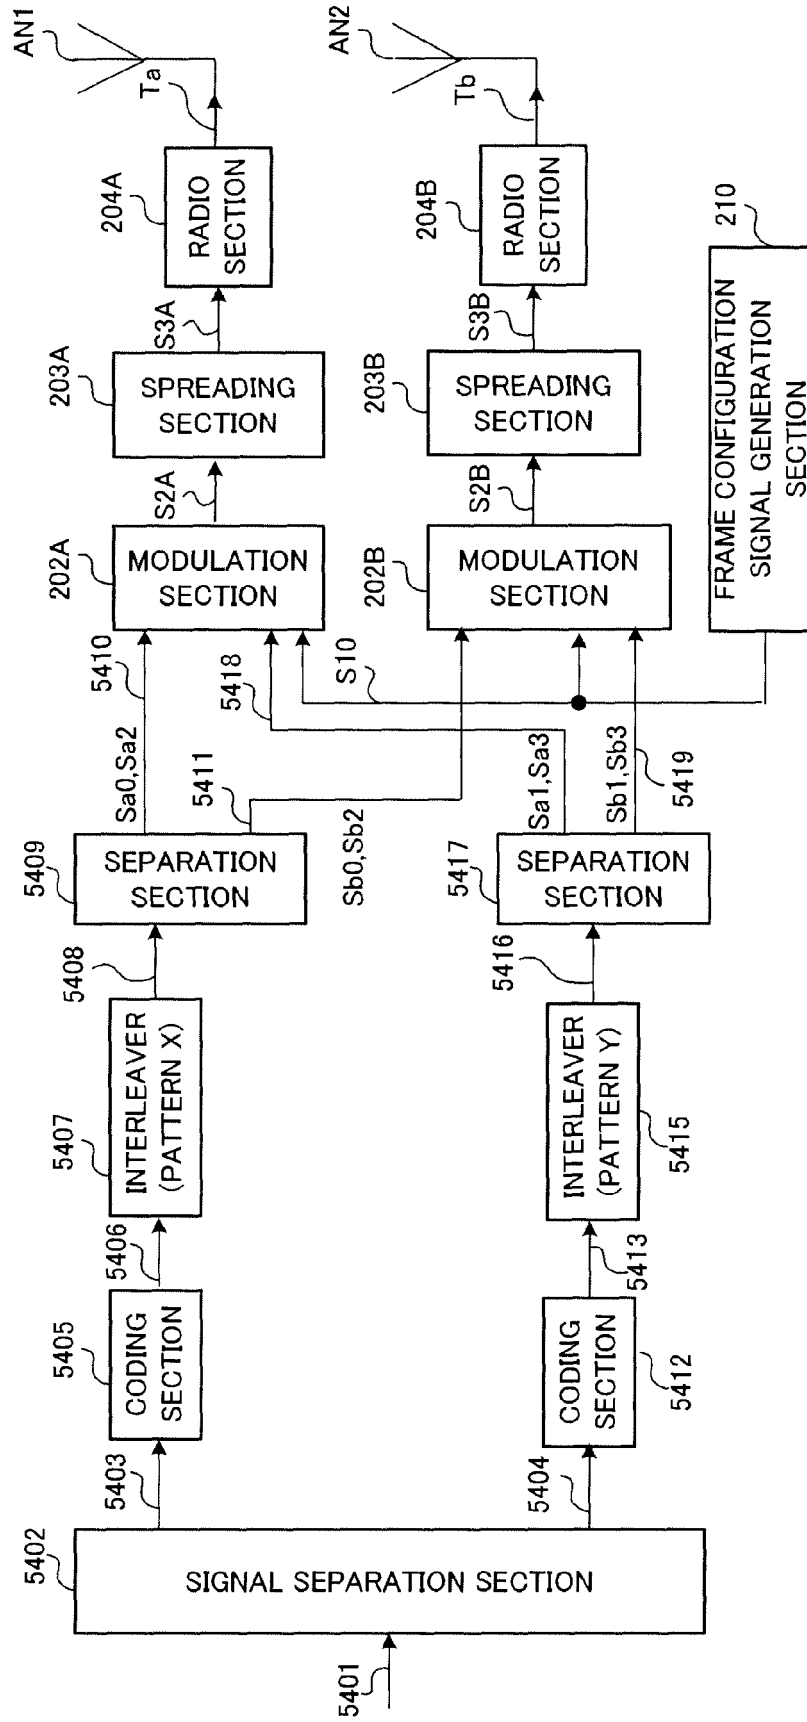 5401
5402
SIGNAL SEPARATION SECTION
5403
5405
CODING
SECTION
5406
5407
INTERLEAVER
(PATTERN X)
5408
5409
SEPARATION
SECTION
Sa0,Sa2
5410
5411
Sb0,Sb2
202A
MODULATION
SECTION
S2A
203A
SPREADING
SECTION
S3A
204A
RADIO
SECTION
Ta
AN1
5404
CODING
SECTION
5412
5413
INTERLEAVER
(PATTERN Y)
5415
5416
5417
SEPARATION
SECTION
Sa1,Sa3
5418
Sb1,Sb3
5419
S10
202B
MODULATION
SECTION
S2B
203B
SPREADING
SECTION
S3B
204B
RADIO
SECTION
Tb
AN2
FRAME CONFIGURATION
SIGNAL GENERATION
SECTION
210